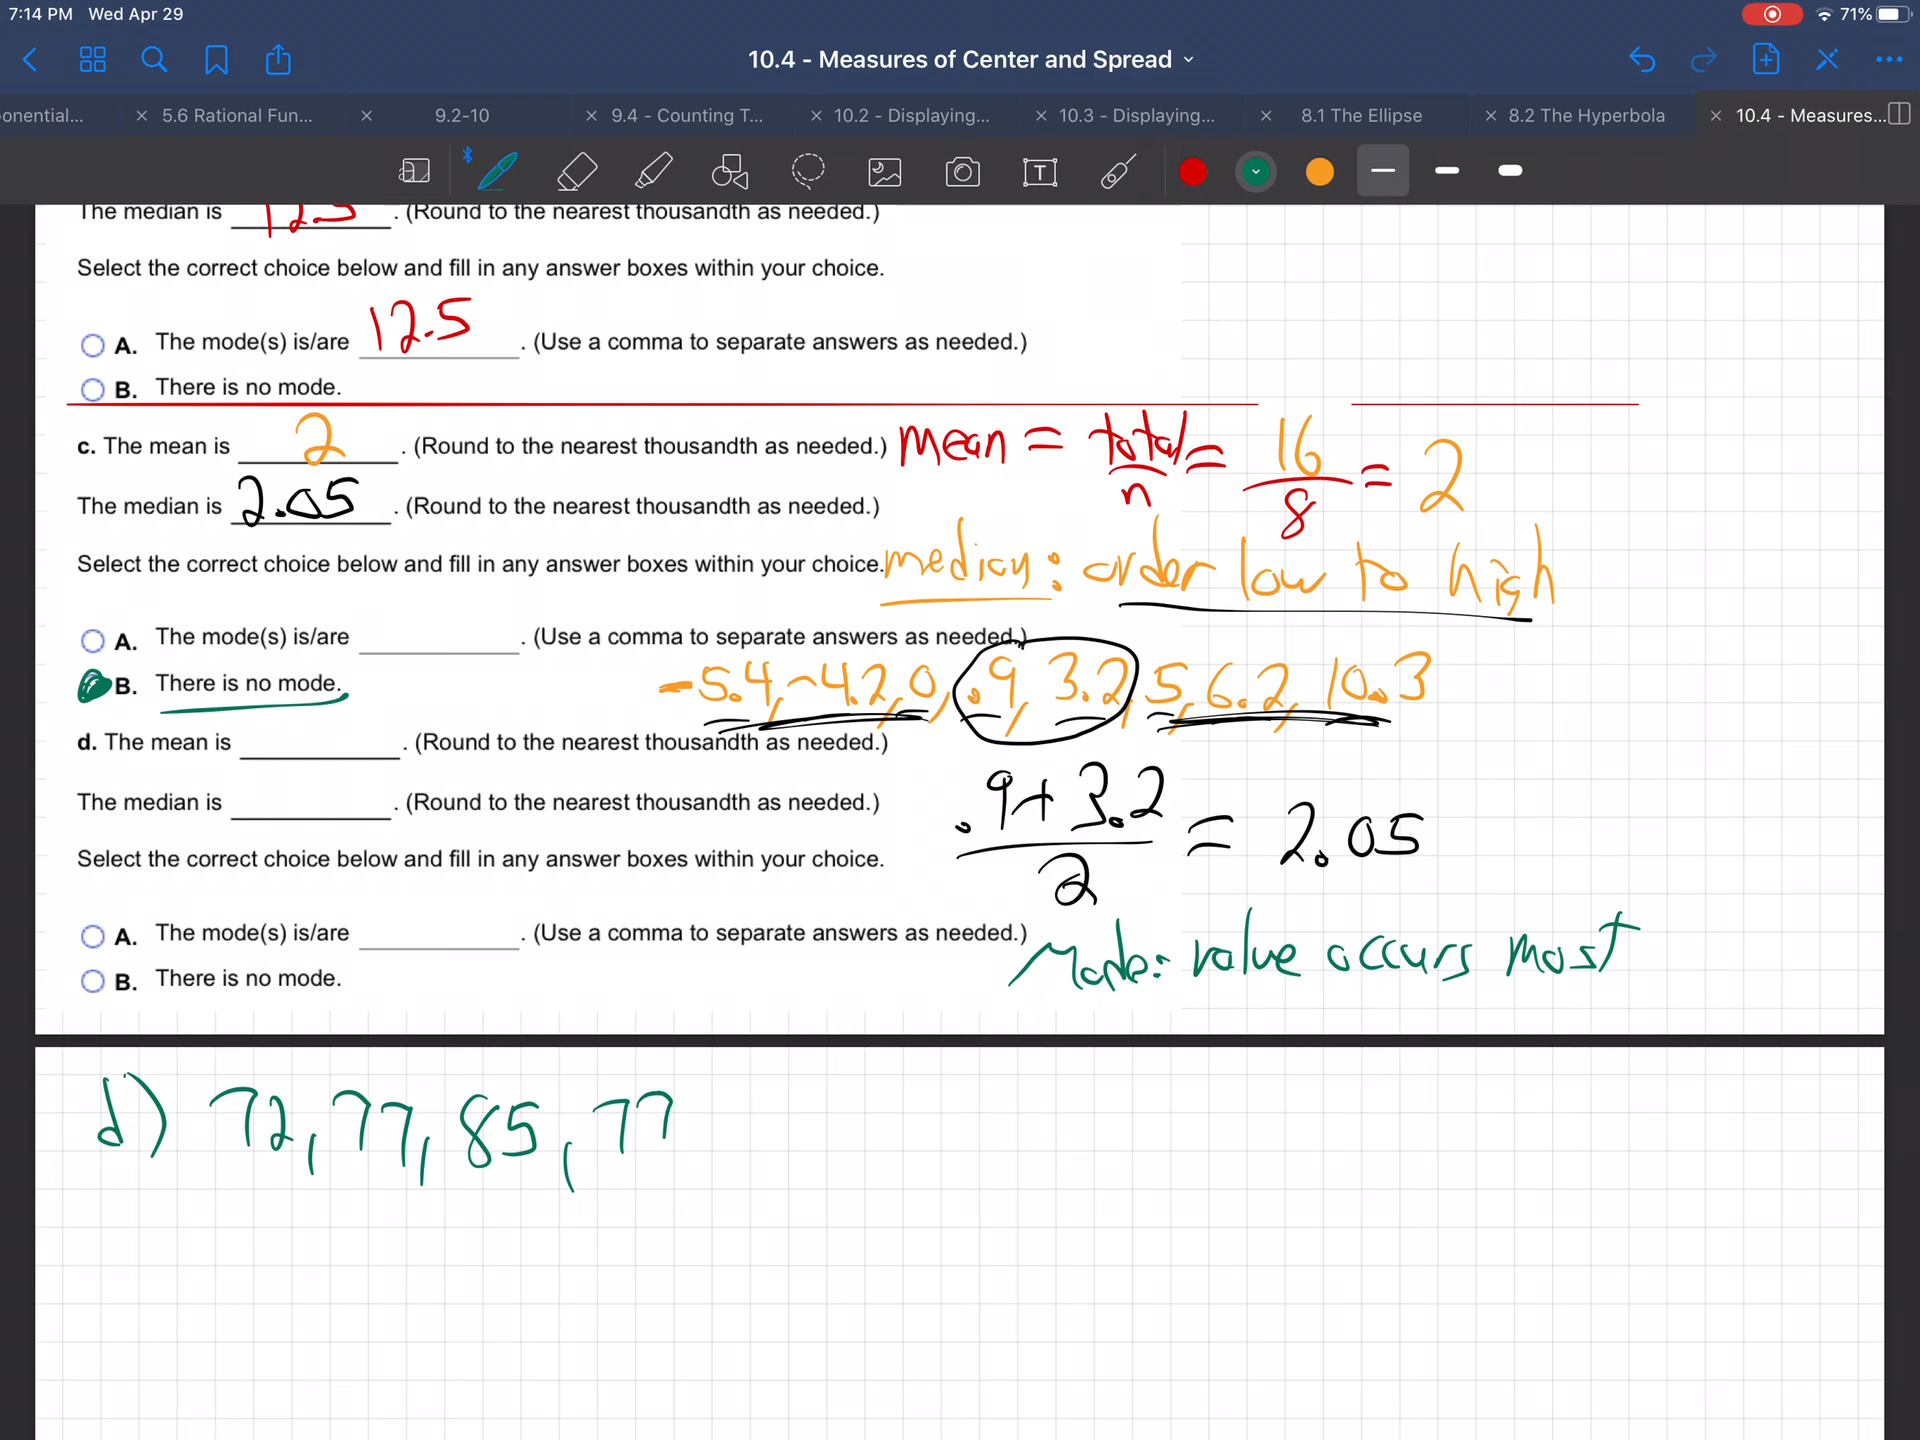 7:14 PM Wed Apr 29 71%
10.4 - Measures of Center and Spread
onential... × 5.6 Rational Fun... × 9.2-10 × 9.4 - Counting T... × 10.2 - Displaying... × 10.3 - Displaying... × 8.1 The Ellipse × 8.2 The Hyperbola × 10.4 - Measures...
T
The median is 12.5 . (Round to the nearest thousandth as needed.)
Select the correct choice below and fill in any answer boxes within your choice.
A. The mode(s) is/are 12.5 . (Use a comma to separate answers as needed.)
B. There is no mode.
c. The mean is 2 . (Round to the nearest thousandth as needed.) mean = total/n = 16/8 = 2
The median is 2.05 . (Round to the nearest thousandth as needed.)
Select the correct choice below and fill in any answer boxes within your choice. median: order low to high
A. The mode(s) is/are . (Use a comma to separate answers as needed.)
-5.4, -4.2, 0, .9, 3.2, 5, 6.2, 10.3
B. There is no mode.
d. The mean is . (Round to the nearest thousandth as needed.)
The median is . (Round to the nearest thousandth as needed.)
.9+3.2/2 = 2.05
Select the correct choice below and fill in any answer boxes within your choice.
A. The mode(s) is/are . (Use a comma to separate answers as needed.)
Mode: value occurs most
B. There is no mode.
d) 72, 77, 85, 77